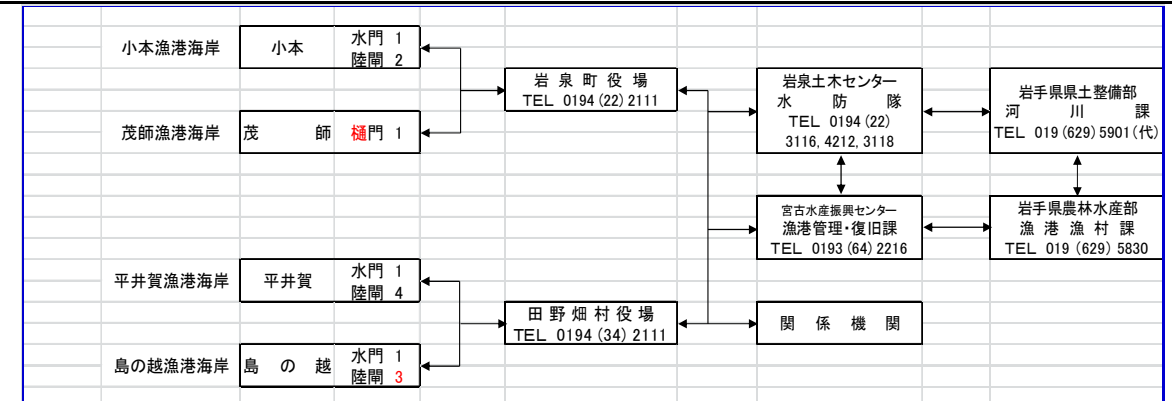 小本漁港海岸
小本
水門 1
陸閘 2
茂師漁港海岸
茂 師
樋門 1
岩泉町役場
TEL 0194(22)2111
岩泉土木センター
水 防 隊
TEL 0194(22)
3116,4212,3118
岩手県県土整備部
河 川 課
TEL 019(629)5901(代)
宮古水産振興センター
漁港管理・復旧課
TEL 0193(64)2216
岩手県農林水産部
漁港漁村課
TEL 019(629)5830
平井賀漁港海岸
平井賀
水門 1
陸閘 4
島の越漁港海岸
島 の 越
水門 1
陸閘 3
田野畑村役場
TEL 0194(34)2111
関 係 機 関